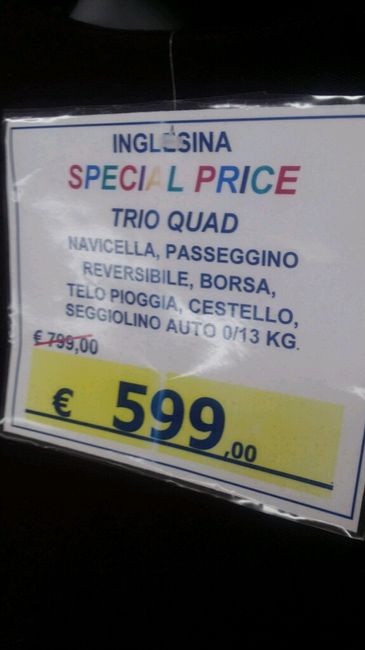 INGLESINA
SPECIAL PRICE
TRIO QUAD
NAVICELLA, PASSEGGINO
REVERSIBILE, BORSA,
TELO PIOGGIA, CESTELLO,
SEGGIOLINO AUTO 0/13 KG.
€ 799,00
€ 599,00